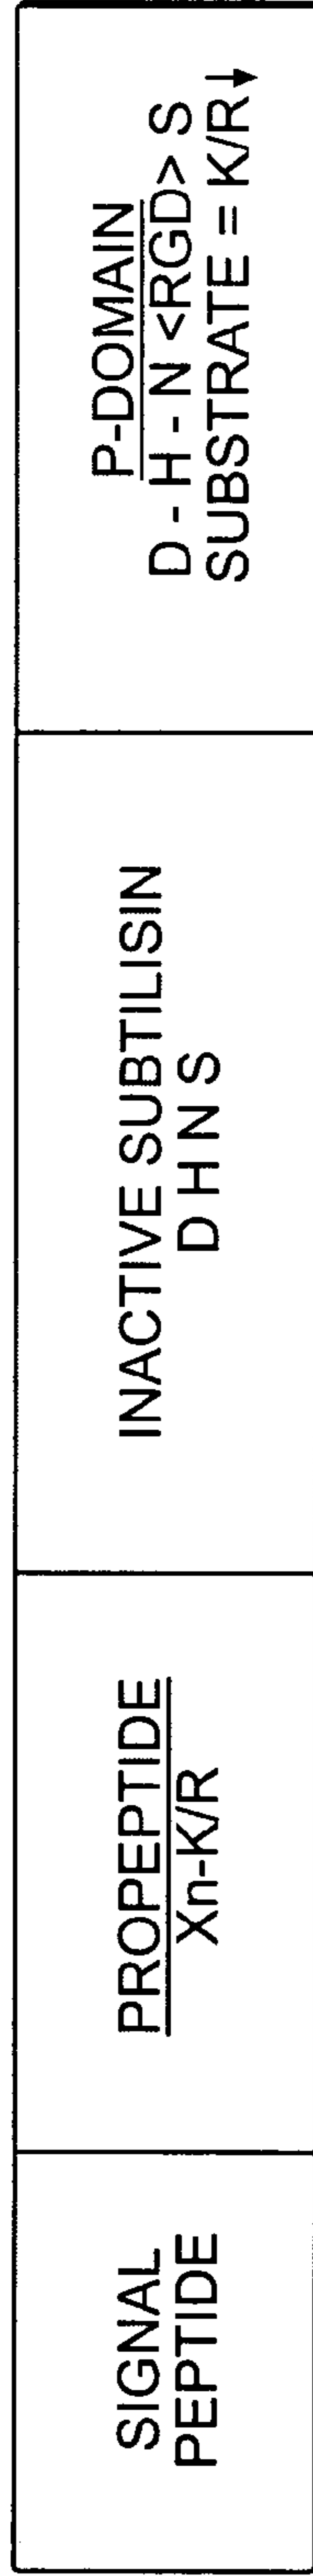 SIGNAL
PEPTIDE
PROPEPTIDE
Xn-K/R
INACTIVE SUBTILISIN
D H N S
P-DOMAIN
D - H - N <RGD> S
SUBSTRATE = K/R↓